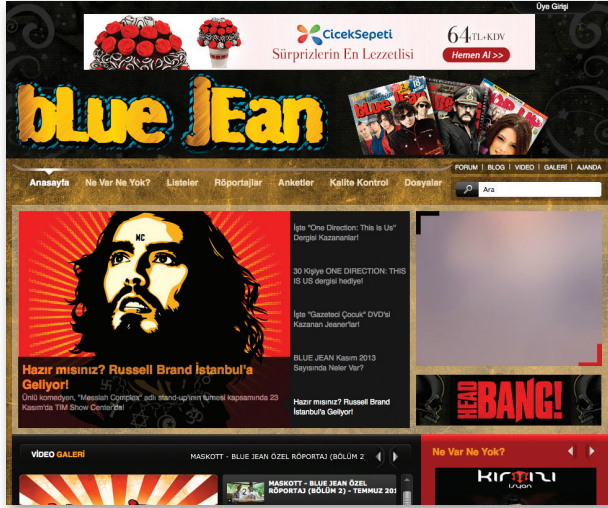 Üye Girişi
CicekSepeti
Sürprizlerin En Lezzetlisi
64TL+KDV
Hemen Al >>
bLue jEan
FORUM | BLOG | VIDEO | GALERİ | AJANDA
Anasayfa Ne Var Ne Yok? Listeler Röportajlar Anketler Kalite Kontrol Dosyalar
Ara
MC
İşte "One Direction: This Is Us"
Dergisi Kazananlar!
30 Kişiye ONE DIRECTION: THIS
IS US dergisi hediye!
İşte "Gazeteci Çocuk" DVD'si
Kazanan Jeaner'lar!
BLUE JEAN Kasım 2013
Sayısında Neler Var?
Hazır mısınız? Russell Brand
İstanbul'a Geliyor!
Hazır mısınız? Russell Brand İstanbul'a
Geliyor!
Ünlü komedyen, "Messiah Complex" adlı stand-up'ının turnesi kapsamında 23
Kasım'da TIM Show Center'da!
HEAD BANG!
VİDEO GALERİ
MASKOTT - BLUE JEAN ÖZEL RÖPORTAJ (BÖLÜM 2)
MASKOTT - BLUE JEAN ÖZEL
RÖPORTAJ (BÖLÜM 2) - TEMMUZ 201
Ne Var Ne Yok?
KIRMIZI
isyan